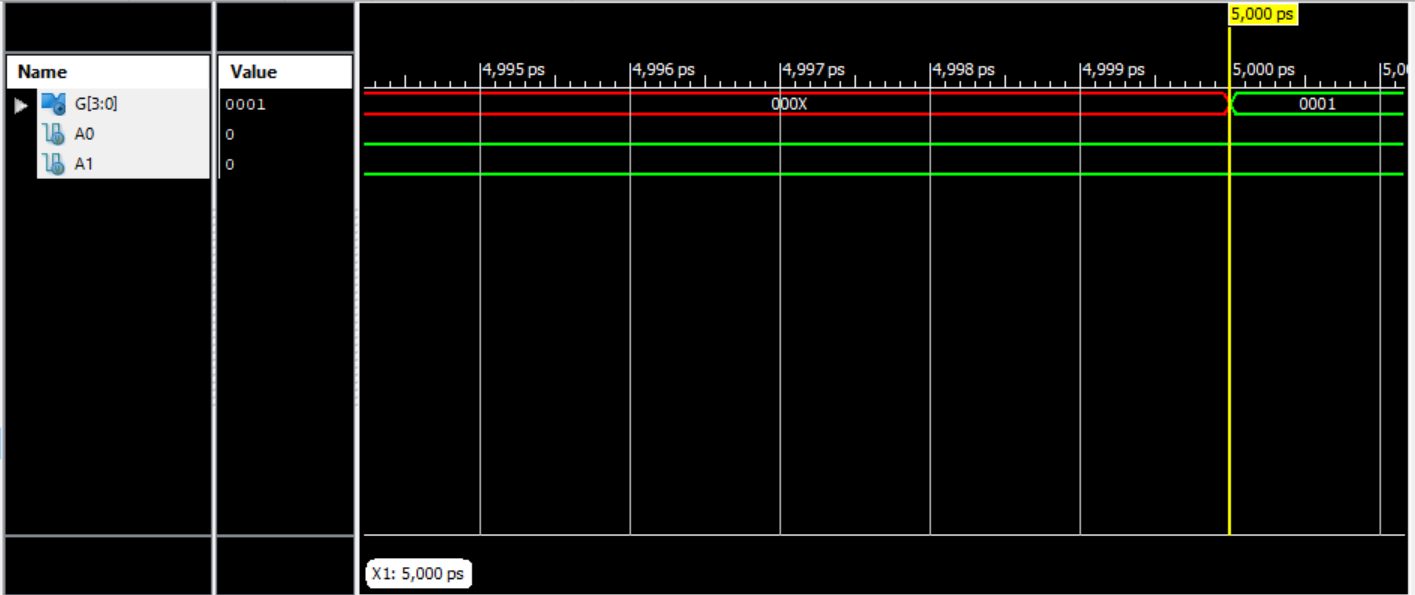 5,000 ps
Name Value
4,995 ps 4,996 ps 4,997 ps 4,998 ps 4,999 ps 5,000 ps
G[3:0] 0001 000X 0001
A0 0
A1 0
X1: 5,000 ps